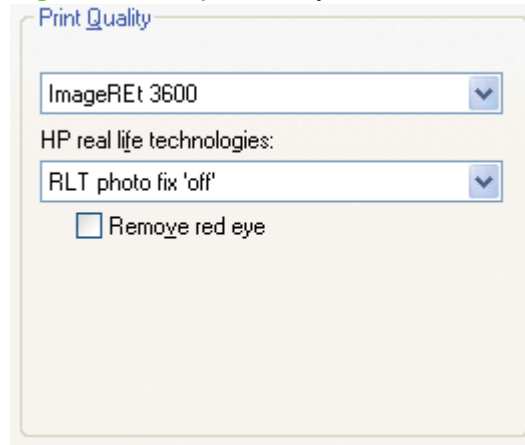 Print Quality
ImageREt 3600
HP real life technologies:
RLT photo fix 'off'
Remove red eye